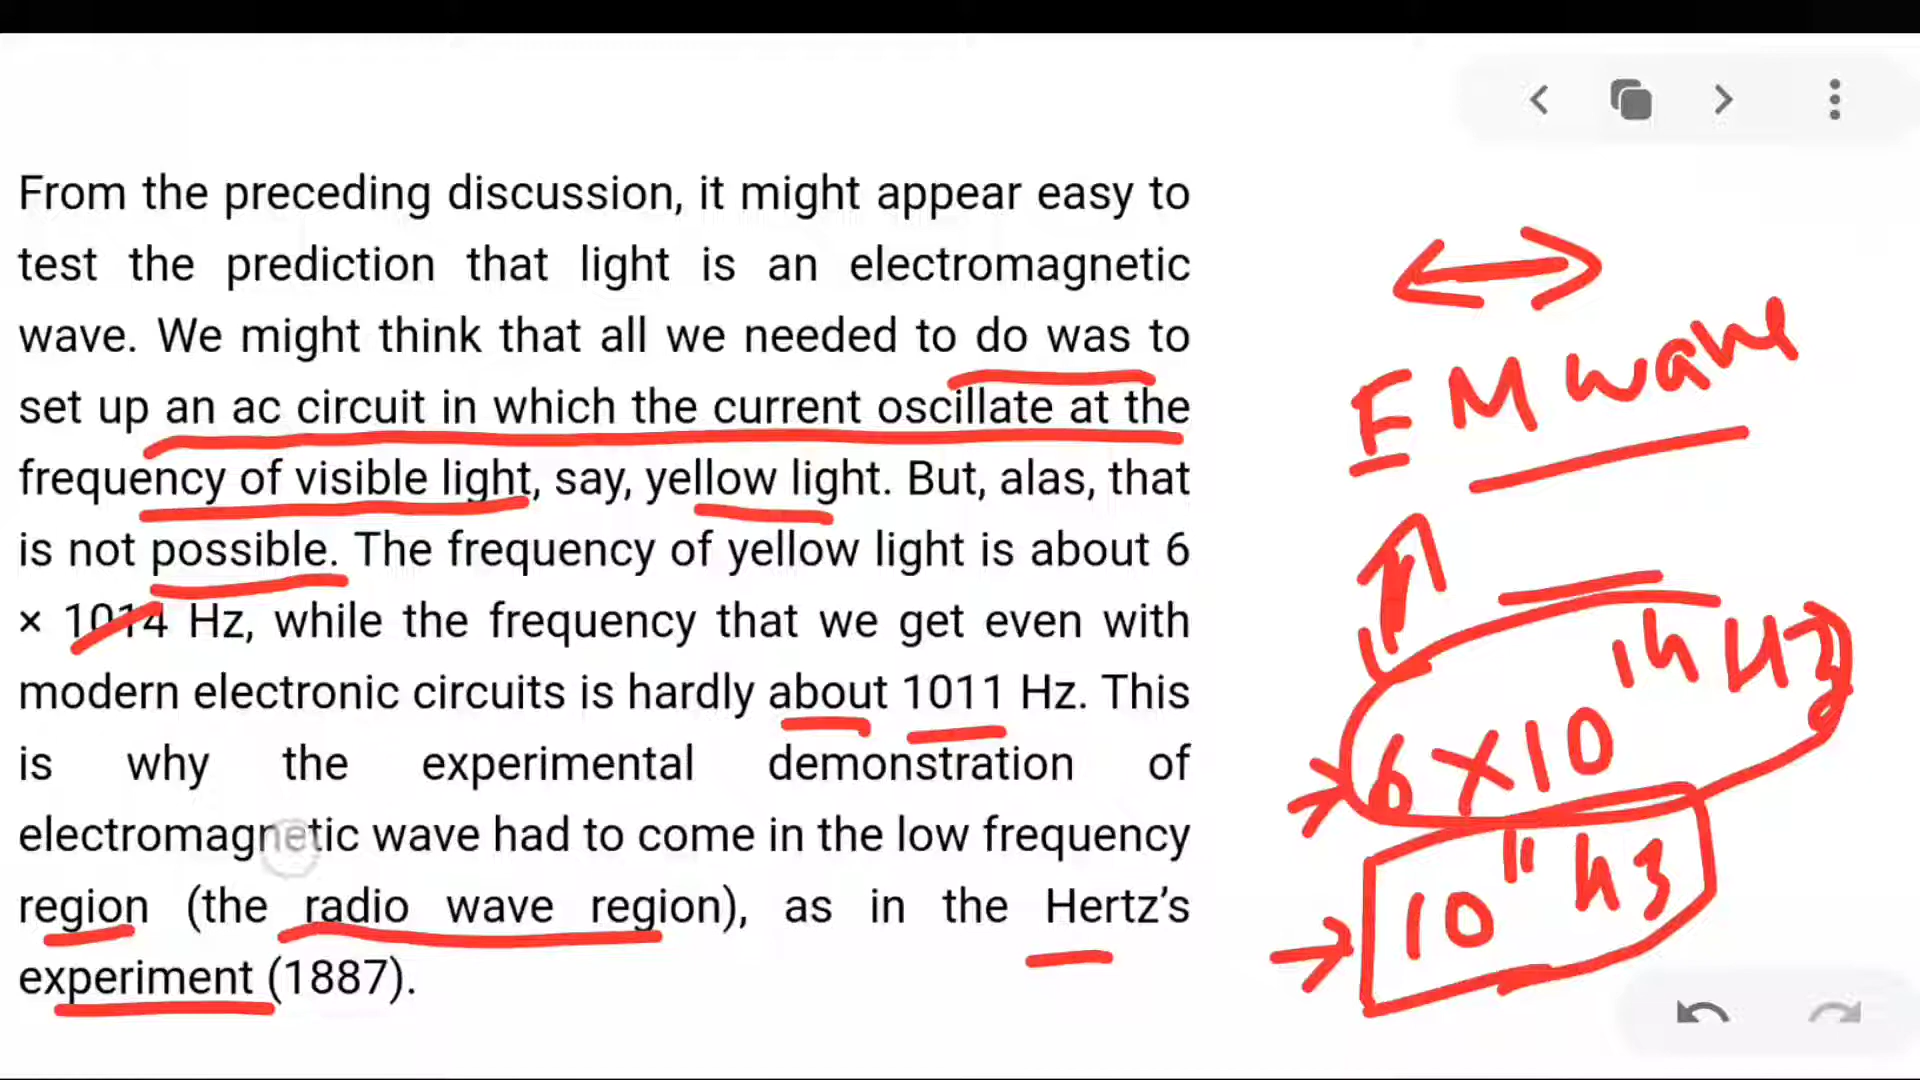 From the preceding discussion, it might appear easy to
test the prediction that light is an electromagnetic
wave. We might think that all we needed to do was to
set up an ac circuit in which the current oscillate at the
frequency of visible light, say, yellow light. But, alas, that
is not possible. The frequency of yellow light is about 6
× 1014 Hz, while the frequency that we get even with
modern electronic circuits is hardly about 1011 Hz. This
is why the experimental demonstration of
electromagnetic wave had to come in the low frequency
region (the radio wave region), as in the Hertz’s
experiment (1887).
EM wave
6 × 10¹⁴ Hz
10¹¹ hz